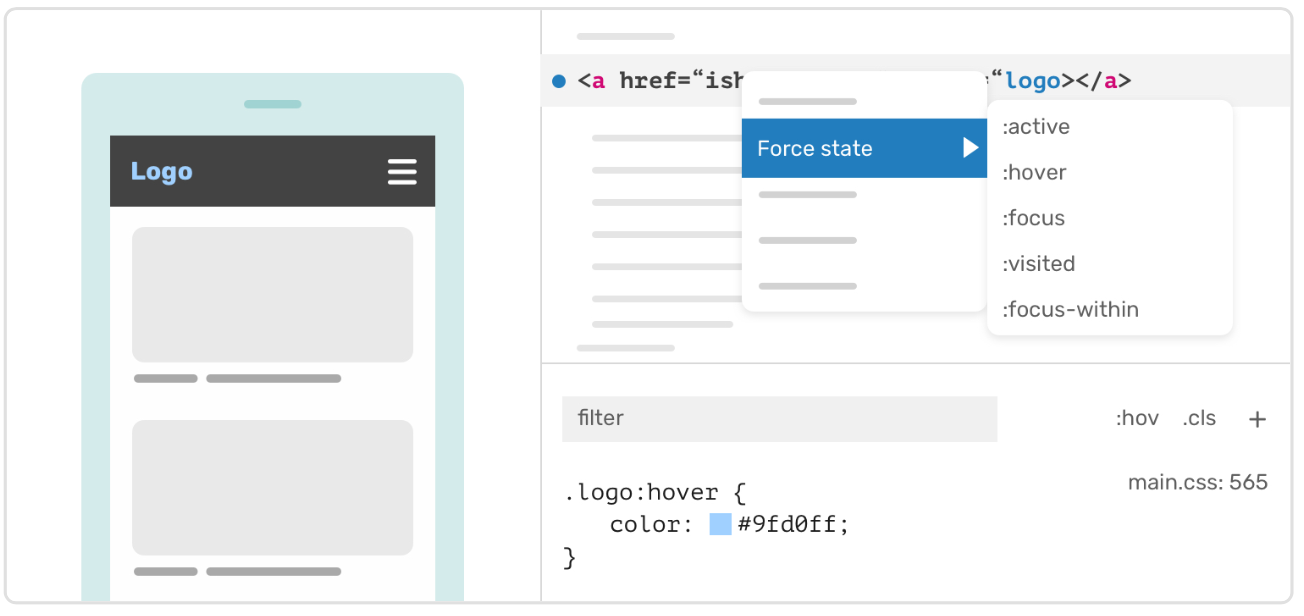 Logo
<a href=“ish “logo></a>
Force state
:active
:hover
:focus
:visited
:focus-within
filter
:hov .cls +
main.css: 565
.logo:hover {
color: #9fd0ff;
}